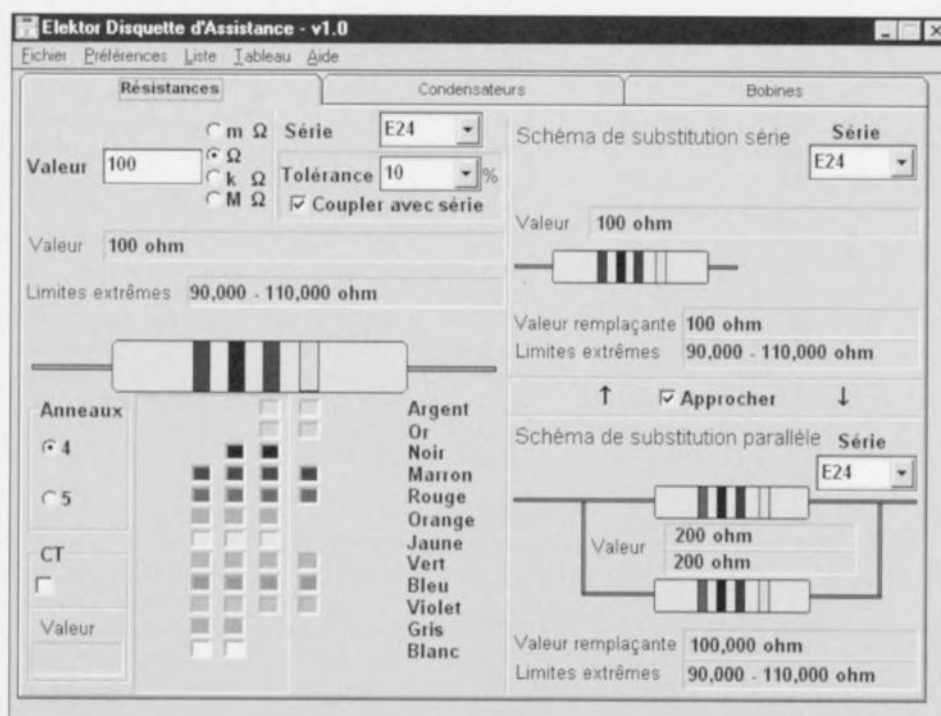 Elektor Disquette d'Assistance - v1.0
Fichier Préférences Liste Tableau Aide
Résistances Condensateurs Bobines
Valeur 100
m Ω
Ω
k Ω
M Ω
Série E24
Tolérance 10 %
Coupler avec série
Valeur 100 ohm
Limites extrêmes 90,000 - 110,000 ohm
Anneaux
4
5
CT
Valeur
Argent
Or
Noir
Marron
Rouge
Orange
Jaune
Vert
Bleu
Violet
Gris
Blanc
Schéma de substitution série Série
E24
Valeur 100 ohm
Valeur remplaçante 100 ohm
Limites extrêmes 90,000 - 110,000 ohm
↑ Approcher ↓
Schéma de substitution parallèle Série
E24
Valeur 200 ohm
200 ohm
Valeur remplaçante 100,000 ohm
Limites extrêmes 90,000 - 110,000 ohm